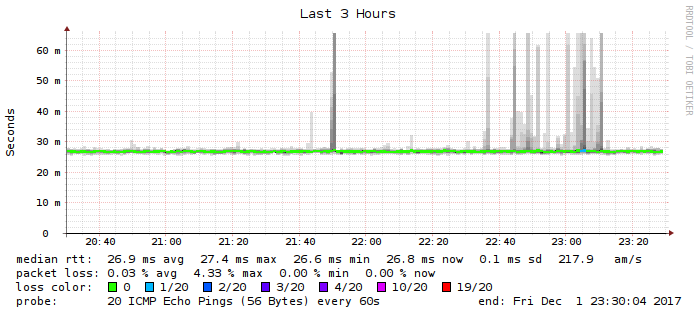 Last 3 Hours
RRDTOOL / TOBI OETIKER
Seconds
60 m
50 m
40 m
30 m
20 m
10 m
0
20:40 21:00 21:20 21:40 22:00 22:20 22:40 23:00 23:20
median rtt: 26.9 ms avg 27.4 ms max 26.6 ms min 26.8 ms now 0.1 ms sd 217.9 am/s
packet loss: 0.03 % avg 4.33 % max 0.00 % min 0.00 % now
loss color: 0 1/20 2/20 3/20 4/20 10/20 19/20
probe: 20 ICMP Echo Pings (56 Bytes) every 60s end: Fri Dec 1 23:30:04 2017